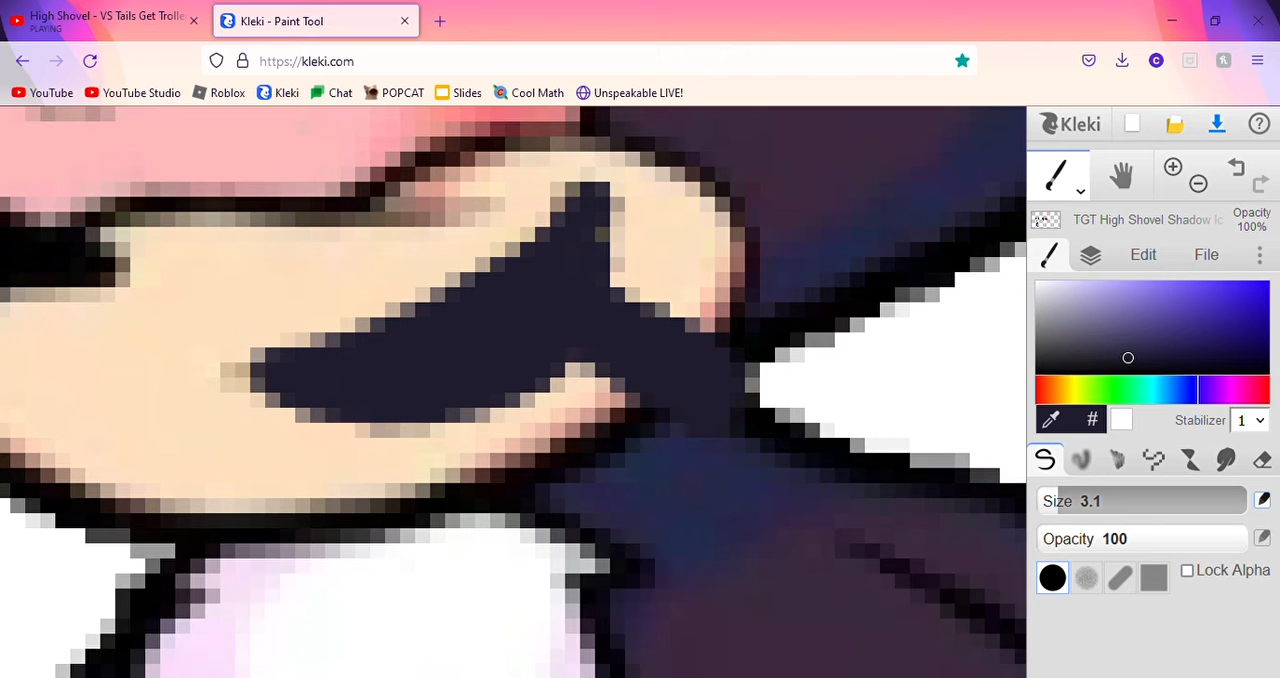 High Shovel - VS Tails Get Trolle
PLAYING
Kleki - Paint Tool
https://kleki.com
YouTube YouTube Studio Roblox Kleki Chat POPCAT Slides Cool Math Unspeakable LIVE!
Kleki
TGT High Shovel Shadow Ic
Opacity
100%
Edit File
# Stabilizer 1
Size 3.1
Opacity 100
Lock Alpha